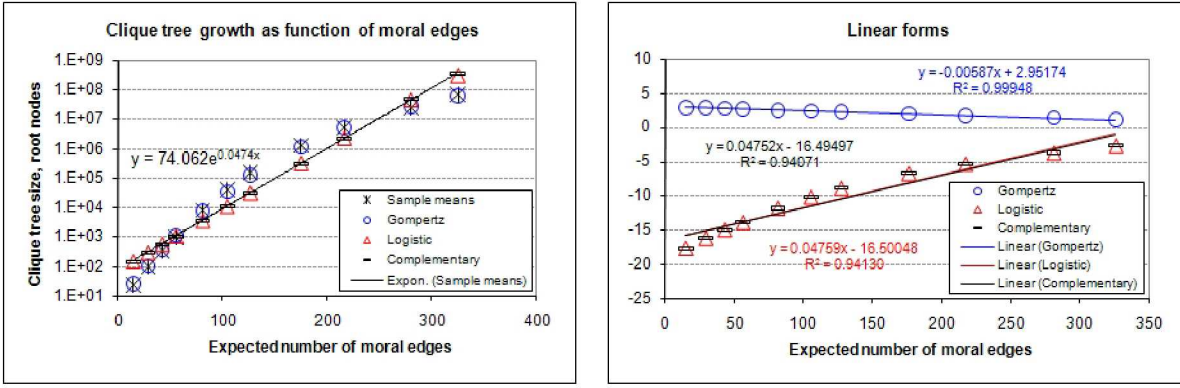 Clique tree growth as function of moral edges
Clique tree size, root nodes
1.E+09
1.E+08
1.E+07
1.E+06
1.E+05
1.E+04
1.E+03
1.E+02
1.E+01
y = 74.062e^0.0474x
Sample means
Gompertz
Logistic
Complementary
Expon. (Sample means)
0 100 200 300 400
Expected number of moral edges
Linear forms
10
5
0
-5
-10
-15
-20
-25
y = -0.00587x + 2.95174
R² = 0.99948
y = 0.04752x - 16.49497
R² = 0.94071
y = 0.04759x - 16.50048
R² = 0.94130
Gompertz
Logistic
Complementary
Linear (Gompertz)
Linear (Logistic)
Linear (Complementary)
0 50 100 150 200 250 300 350
Expected number of moral edges